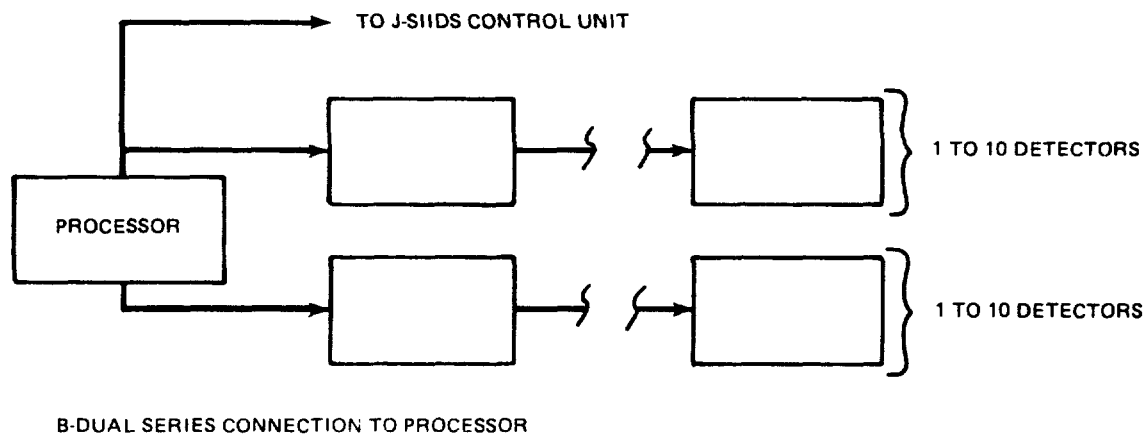 TO J-SIIDS CONTROL UNIT
1 TO 10 DETECTORS
PROCESSOR
1 TO 10 DETECTORS
B-DUAL SERIES CONNECTION TO PROCESSOR